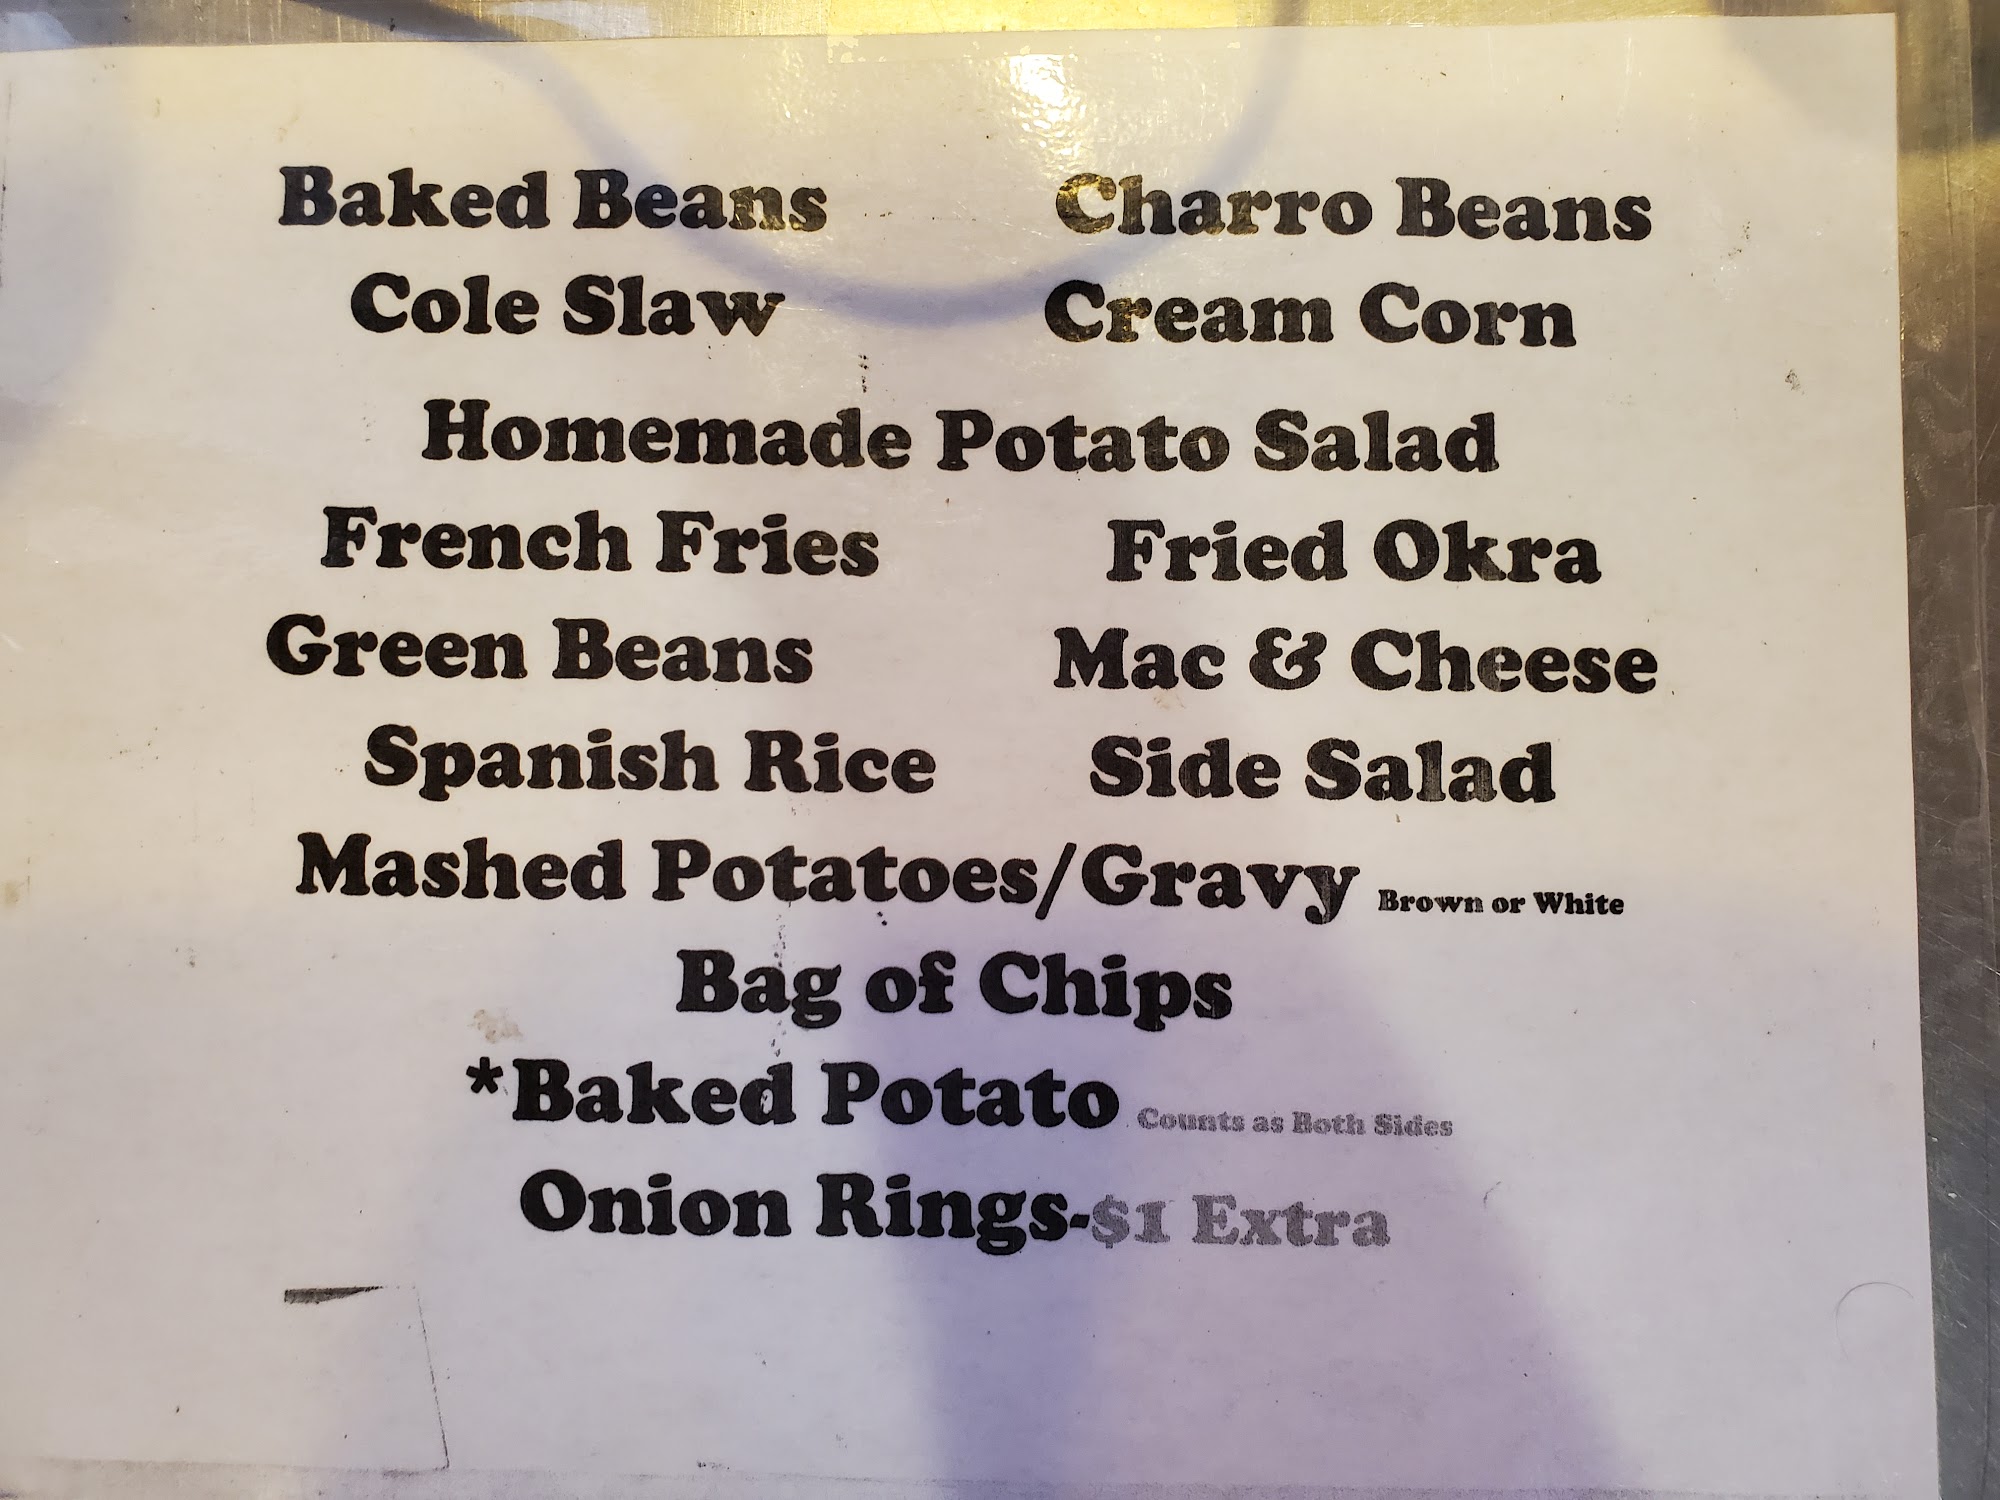 Baked Beans Charro Beans
Cole Slaw Cream Corn
Homemade Potato Salad
French Fries Fried Okra
Green Beans Mac & Cheese
Spanish Rice Side Salad
Mashed Potatoes/Gravy Brown or White
Bag of Chips
*Baked Potato Counts as Both Sides
Onion Rings-$1 Extra